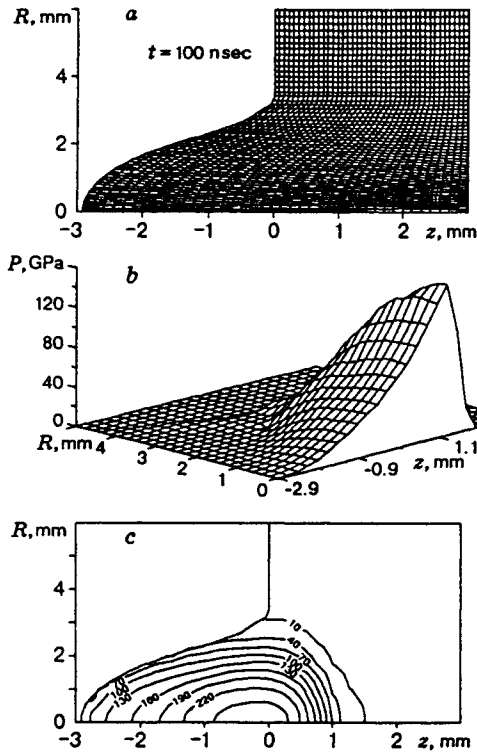 R, mm
a
t = 100 nsec
4
2
0
-3 -2 -1 0 1 2 z, mm
P, GPa
b
120
80
40
0
R, mm 4 3 2 1 0
-2.9 -0.9 z, mm 1.1
R, mm
c
4
2
0
10
40
70
100
130
160
190
220
-3 -2 -1 0 1 2 z, mm